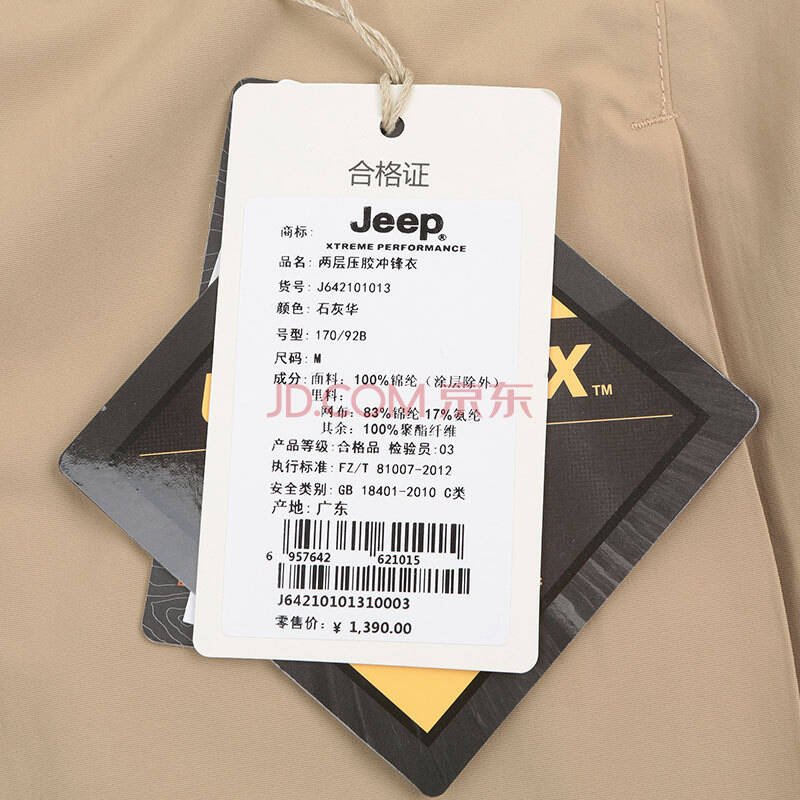 合格证
商标: Jeep®
XTREME PERFORMANCE
品名: 两层压胶冲锋衣
货号: J642101013
颜色: 石灰华
号型: 170/92B
尺码: M
成分: 面料: 100%锦纶(涂层除外)
里料:
网布: 83%锦纶 17%氨纶
其余: 100%聚酯纤维
产品等级: 合格品 检验员: 03
执行标准: FZ/T 81007-2012
安全类别: GB 18401-2010 C类
产地: 广东
6 957642 621015
J64210101310003
零售价: ¥ 1,390.00
X™
JD.COM 京东